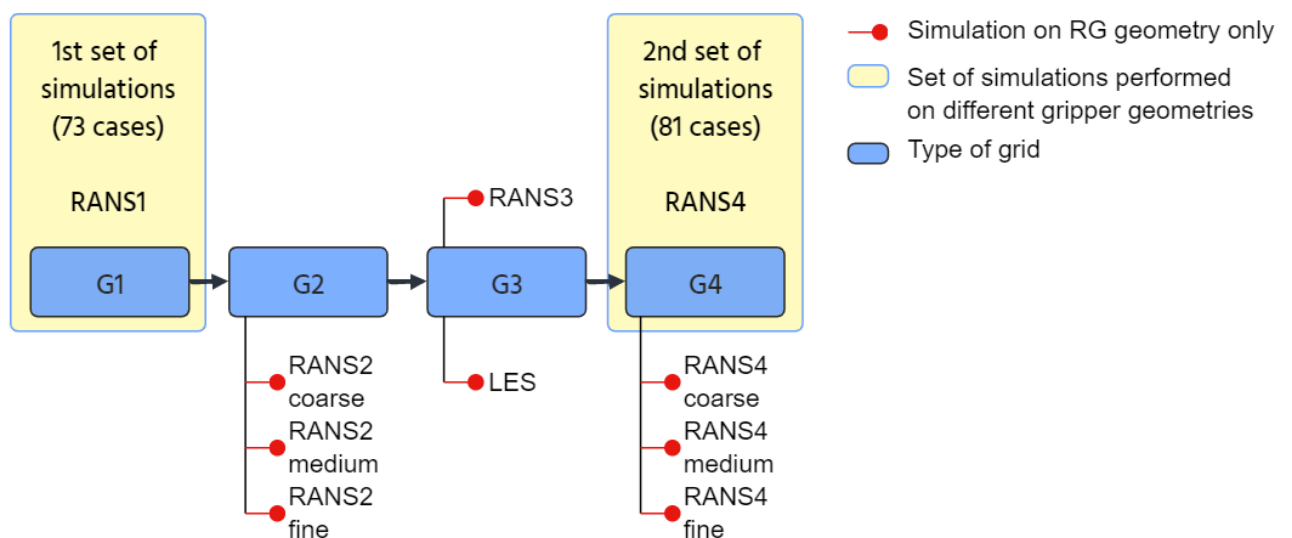 1st set of
simulations
(73 cases)
RANS1
G1
G2
RANS2
coarse
RANS2
medium
RANS2
fine
RANS3
G3
LES
2nd set of
simulations
(81 cases)
RANS4
G4
RANS4
coarse
RANS4
medium
RANS4
fine
Simulation on RG geometry only
Set of simulations performed
on different gripper geometries
Type of grid